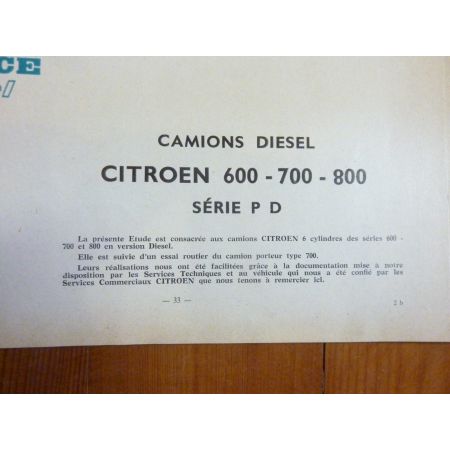 CE
el
CAMIONS DIESEL
CITROEN 600 - 700 - 800
SÉRIE P D
La présente Etude est consacrée aux camions CITROEN 6 cylindres des séries 600 -
700 et 800 en version Diesel.
Elle est suivie d'un essai routier du camion porteur type 700.
Leurs réalisations nous ont été facilitées grâce à la documentation mise à notre
disposition par les Services Techniques et au véhicule qui nous a été confié par les
Services Commerciaux CITROEN que nous tenons à remercier ici.
— 33 —
2 b